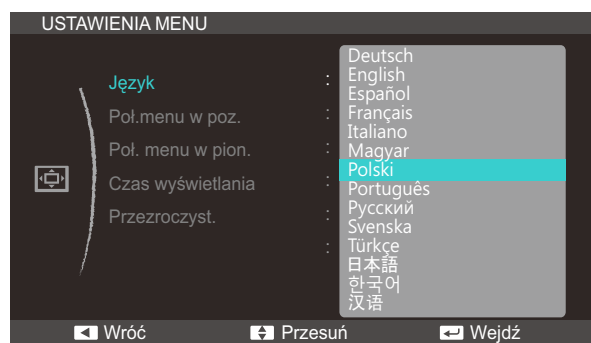 USTAWIENIA MENU
Język :
Deutsch
English
Español
Français
Italiano
Magyar
Polski
Português
Русский
Svenska
Türkçe
日本語
한국어
汉语
Poł.menu w poz. :
Poł. menu w pion. :
Czas wyświetlania :
Przezroczyst. :
:
Wróć Przesuń Wejdź